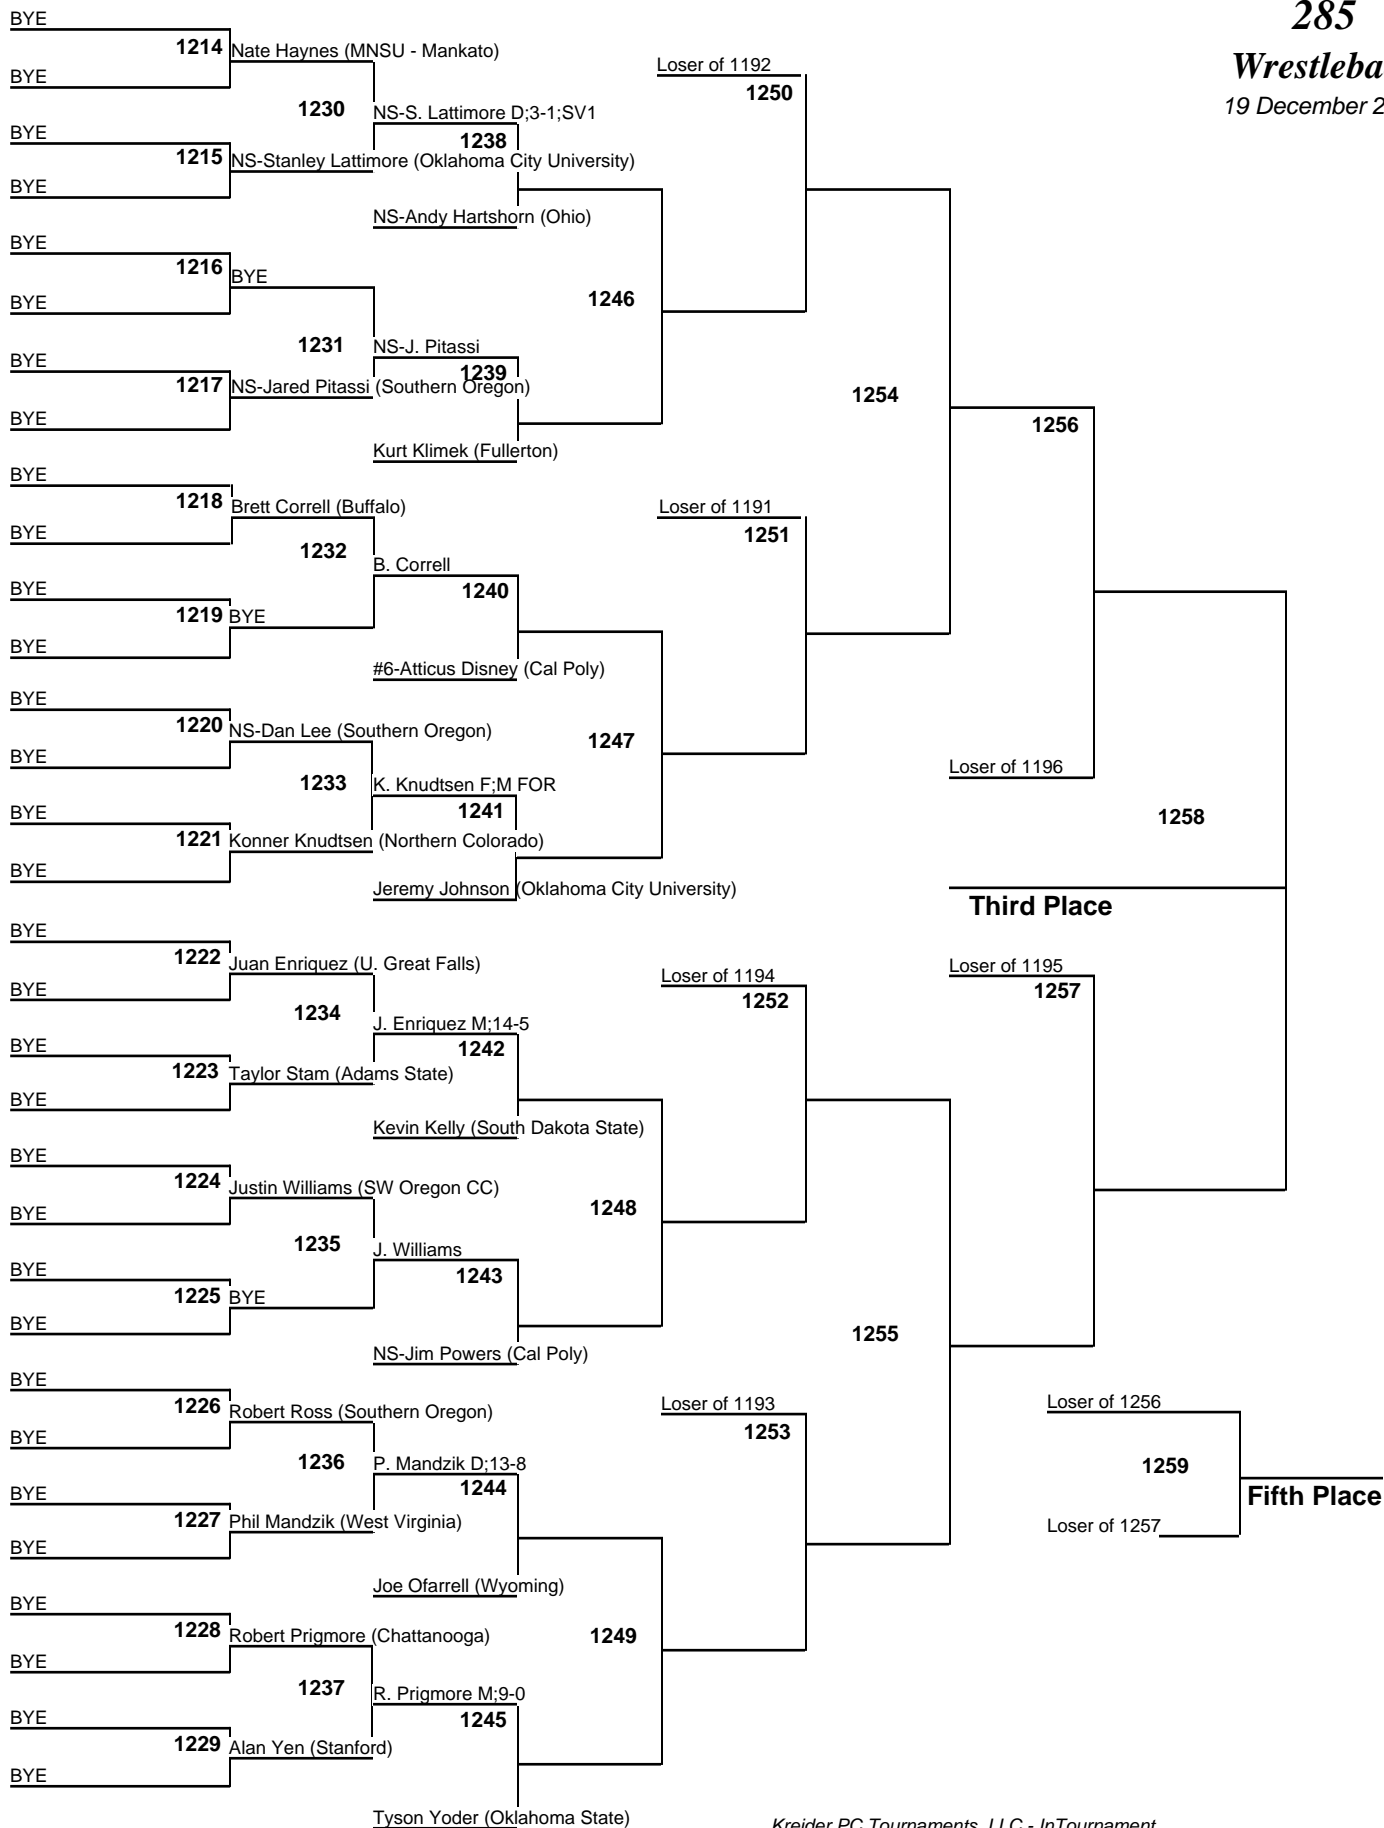 BYE
285
1214 Nate Haynes (MNSU - Mankato)
Loser of 1192
Wrestleba
BYE
1250
1230
19 December 2
NS-S. Lattimore D;3-1;SV1
BYE
1238
1215 NS-Stanley Lattimore (Oklahoma City University)
BYE
NS-Andy Hartshorn (Ohio)
BYE
1216 BYE
1246
BYE
1231 NS-J. Pitassi
BYE
1239
1217 NS-Jared Pitassi (Southern Oregon)
1254
BYE
1256
Kurt Klimek (Fullerton)
BYE
1218 Brett Correll (Buffalo)
Loser of 1191
BYE
1251
1232
B. Correll
BYE
1240
1219 BYE
BYE
#6-Atticus Disney (Cal Poly)
BYE
1220 NS-Dan Lee (Southern Oregon)
1247
BYE
Loser of 1196
1233 K. Knudtsen F;M FOR
BYE
1241
1258
1221 Konner Knudtsen (Northern Colorado)
BYE
Jeremy Johnson (Oklahoma City University)
Third Place
BYE
1222 Juan Enriquez (U. Great Falls)
Loser of 1194
Loser of 1195
BYE
1252
1257
1234
J. Enriquez M;14-5
BYE
1242
1223 Taylor Stam (Adams State)
BYE
Kevin Kelly (South Dakota State)
BYE
1224 Justin Williams (SW Oregon CC)
BYE
1248
1235 J. Williams
BYE
1243
1225 BYE
BYE
1255
NS-Jim Powers (Cal Poly)
BYE
1226 Robert Ross (Southern Oregon)
Loser of 1193
Loser of 1256
BYE
1253
1236 P. Mandzik D;13-8
1259
BYE
1244
Fifth Place
1227 Phil Mandzik (West Virginia)
Loser of 1257
BYE
Joe Ofarrell (Wyoming)
BYE
1228 Robert Prigmore (Chattanooga)
1249
BYE
1237 R. Prigmore M;9-0
BYE
1245
1229 Alan Yen (Stanford)
BYE
Tyson Yoder (Oklahoma State)
Kreider PC Tournaments, LLC - InTournament